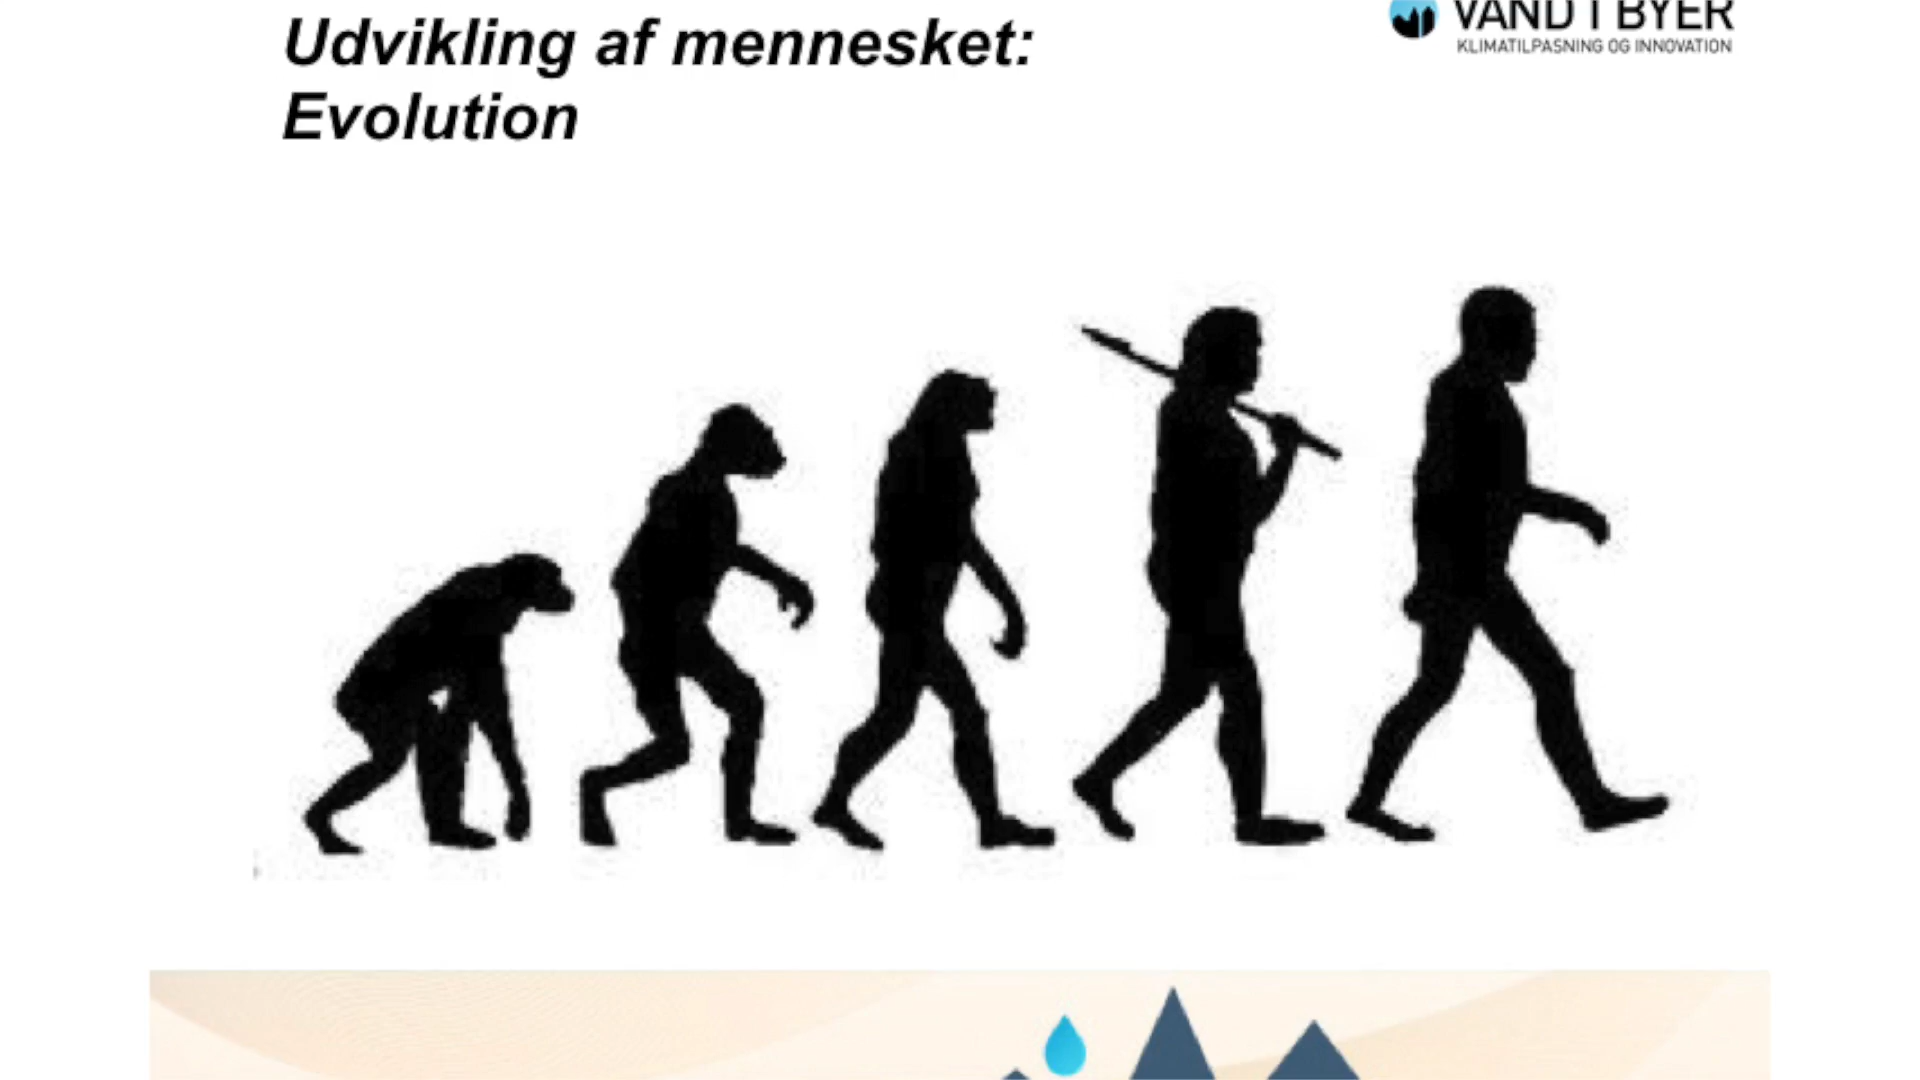 Udvikling af mennesket:
Evolution
VAND I BYER
KLIMATILPASNING OG INNOVATION